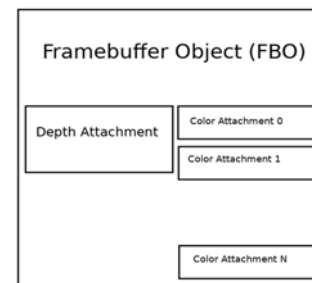 Framebuffer Object (FBO)
Depth Attachment
Color Attachment 0
Color Attachment 1
Color Attachment N